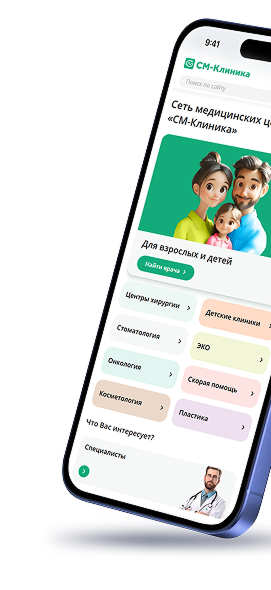 9:41
СМ-Клиника
Поиск по сайту
Сеть медицинских
«СМ-Клиника»
Для взрослых и детей
Найти врача
Центры хирургии
Детские клиники
Стоматология
ЭКО
Онкология
Скорая помощь
Косметология
Пластика
Что Вас интересует?
Специалисты